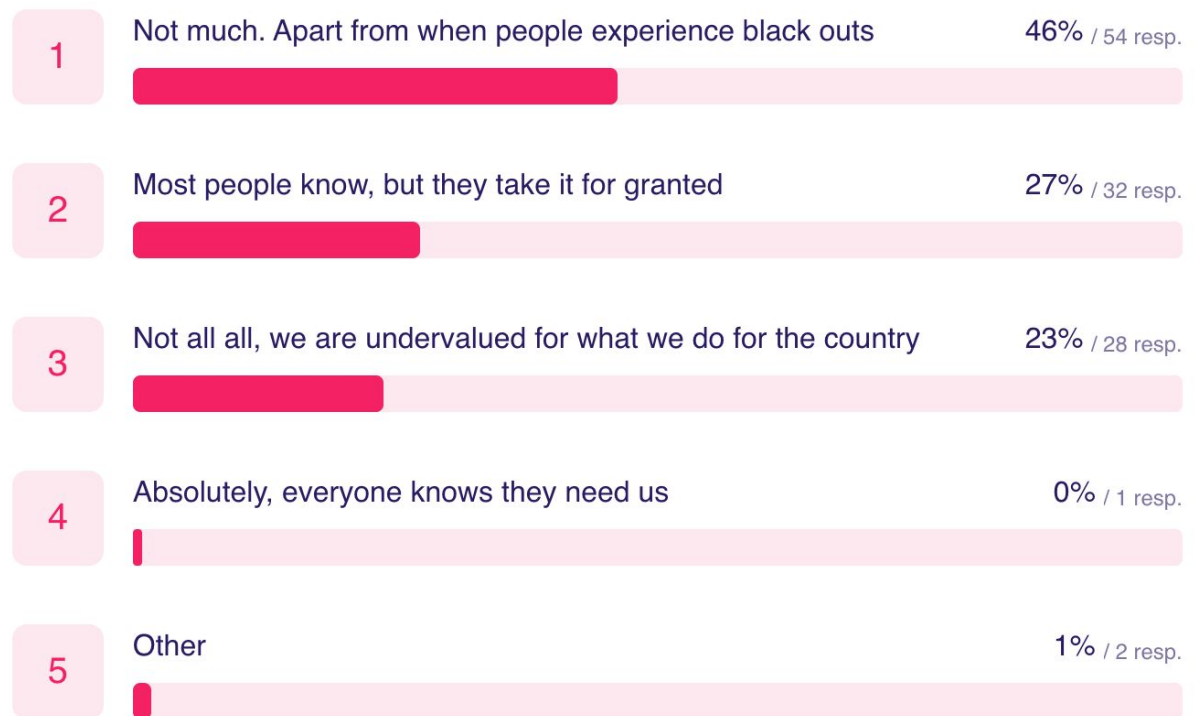 1
Not much. Apart from when people experience black outs 46% / 54 resp.
2
Most people know, but they take it for granted 27% / 32 resp.
3
Not all all, we are undervalued for what we do for the country 23% / 28 resp.
4
Absolutely, everyone knows they need us 0% / 1 resp.
5
Other 1% / 2 resp.